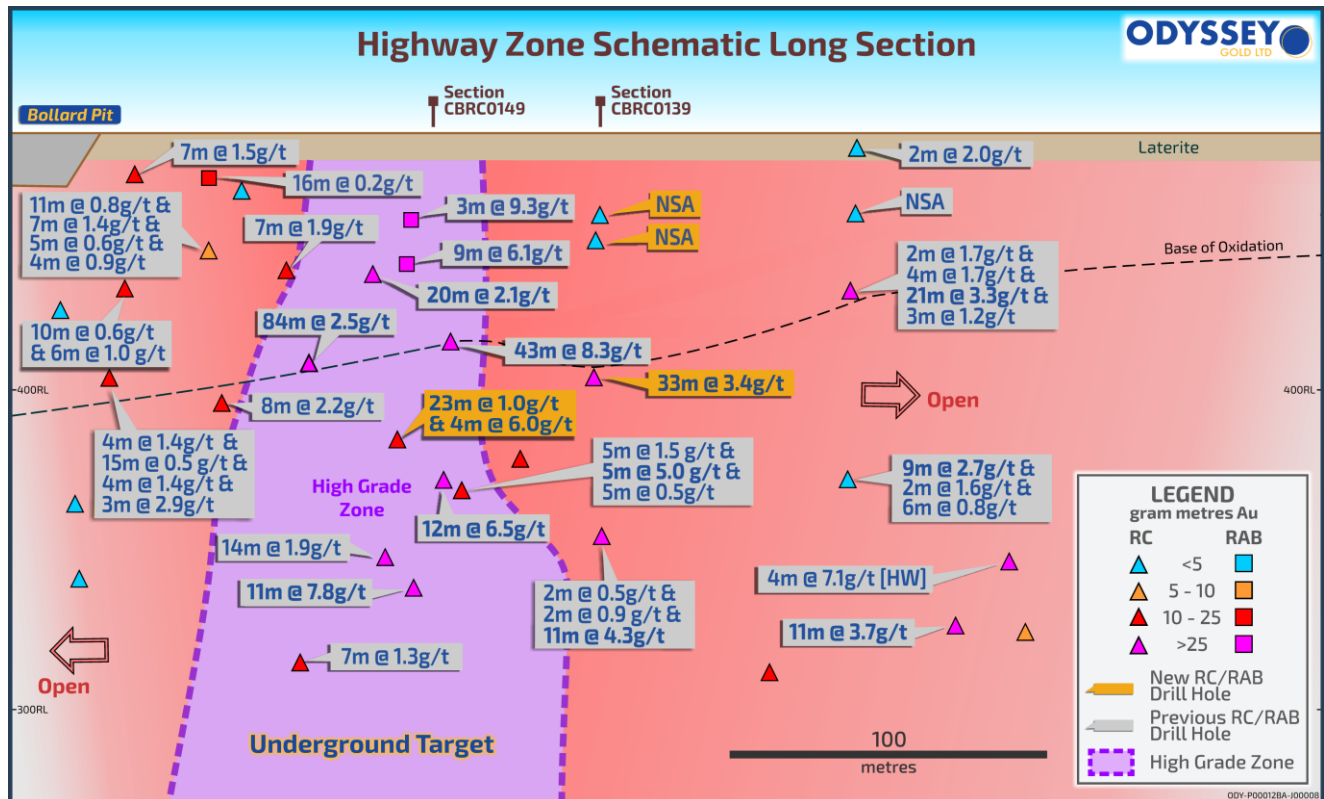 Highway Zone Schematic Long Section
ODYSSEY
GOLD LTD
Section
CBRC0149
Section
CBRC0139
Bollard Pit
7m @ 1.5g/t
2m @ 2.0g/t
Laterite
16m @ 0.2g/t
11m @ 0.8g/t &
7m @ 1.4g/t &
5m @ 0.6g/t &
4m @ 0.9g/t
3m @ 9.3g/t
NSA
NSA
7m @ 1.9g/t
NSA
9m @ 6.1g/t
Base of Oxidation
2m @ 1.7g/t &
4m @ 1.7g/t &
21m @ 3.3g/t &
3m @ 1.2g/t
20m @ 2.1g/t
10m @ 0.6g/t
& 6m @ 1.0 g/t
84m @ 2.5g/t
43m @ 8.3g/t
33m @ 3.4g/t
400RL
400RL
Open
8m @ 2.2g/t
23m @ 1.0g/t
& 4m @ 6.0g/t
4m @ 1.4g/t &
15m @ 0.5 g/t &
4m @ 1.4g/t &
3m @ 2.9g/t
5m @ 1.5 g/t &
5m @ 5.0 g/t &
5m @ 0.5g/t
9m @ 2.7g/t &
2m @ 1.6g/t &
6m @ 0.8g/t
High Grade
Zone
12m @ 6.5g/t
14m @ 1.9g/t
11m @ 7.8g/t
2m @ 0.5g/t &
2m @ 0.9 g/t &
11m @ 4.3g/t
4m @ 7.1g/t [HW]
11m @ 3.7g/t
7m @ 1.3g/t
Open
300RL
Underground Target
100
metres
LEGEND
gram metres Au
RC RAB
<5
5 - 10
10 - 25
>25
New RC/RAB
Drill Hole
Previous RC/RAB
Drill Hole
High Grade Zone
ODY-P00012BA-J00008